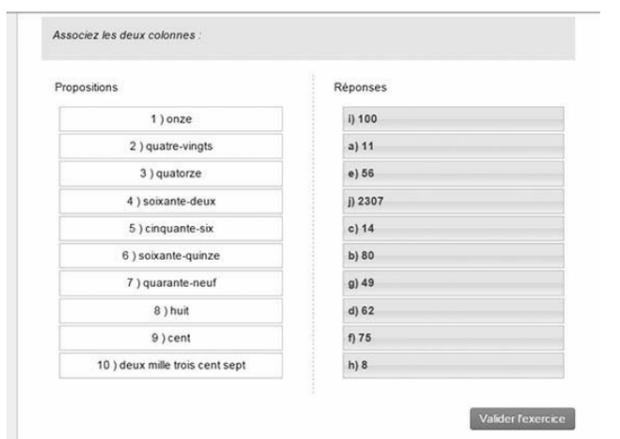 Associez les deux colonnes :
Propositions
Réponses
1 ) onze
i) 100
2 ) quatre-vingts
a) 11
3 ) quatorze
e) 56
4 ) soixante-deux
j) 2307
5 ) cinquante-six
c) 14
6 ) soixante-quinze
b) 80
7 ) quarante-neuf
g) 49
8 ) huit
d) 62
9 ) cent
f) 75
10 ) deux mille trois cent sept
h) 8
Valider l'exercice